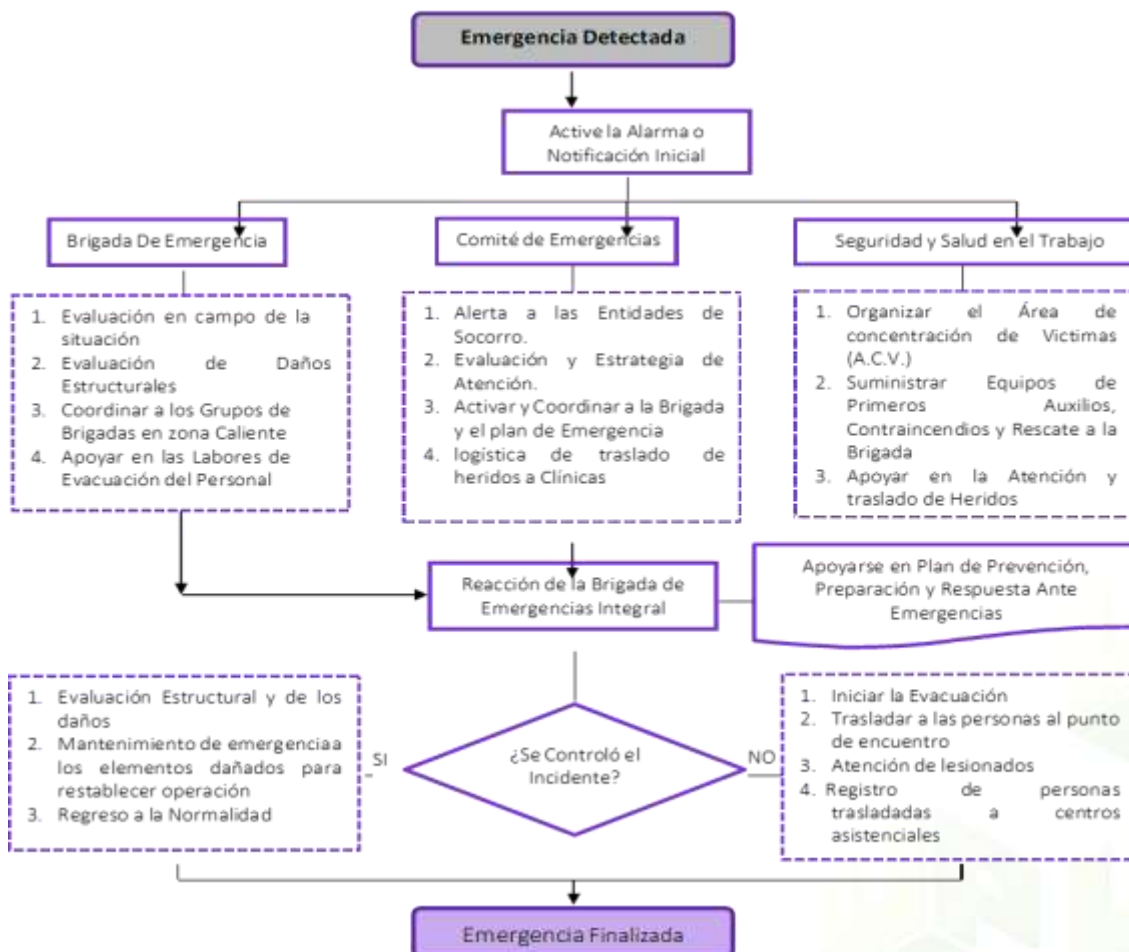 Emergencia Detectada
Active la Alarma o
Notificación Inicial
Brigada De Emergencia
Comité de Emergencias
Seguridad y Salud en el Trabajo
1. Evaluación en campo de la
situación
2. Evaluación de Daños
Estructurales
3. Coordinar a los Grupos de
Brigadas en zona Caliente
4. Apoyar en las Labores de
Evacuación del Personal
1. Alerta a las Entidades de
Socorro.
2. Evaluación y Estrategia de
Atención.
3. Activar y Coordinar a la Brigada
y el plan de Emergencia
4. logística de traslado de
heridos a Clínicas
1. Organizar el Área de
concentración de Victimas
(A.C.V.)
2. Suministrar Equipos de
Primeros Auxilios,
Contraincendios y Rescate a la
Brigada
3. Apoyar en la Atención y
traslado de Heridos
Reacción de la Brigada de
Emergencias Integral
Apoyarse en Plan de Prevención,
Preparación y Respuesta Ante
Emergencias
1. Evaluación Estructural y de los
daños
2. Mantenimiento de emergencia a
los elementos dañados para
restablecer operación
3. Regreso a la Normalidad
SI
¿Se Controló el
Incidente?
NO
1. Iniciar la Evacuación
2. Trasladar a las personas al punto
de encuentro
3. Atención de lesionados
4. Registro de personas
trasladadas a centros
asistenciales
Emergencia Finalizada